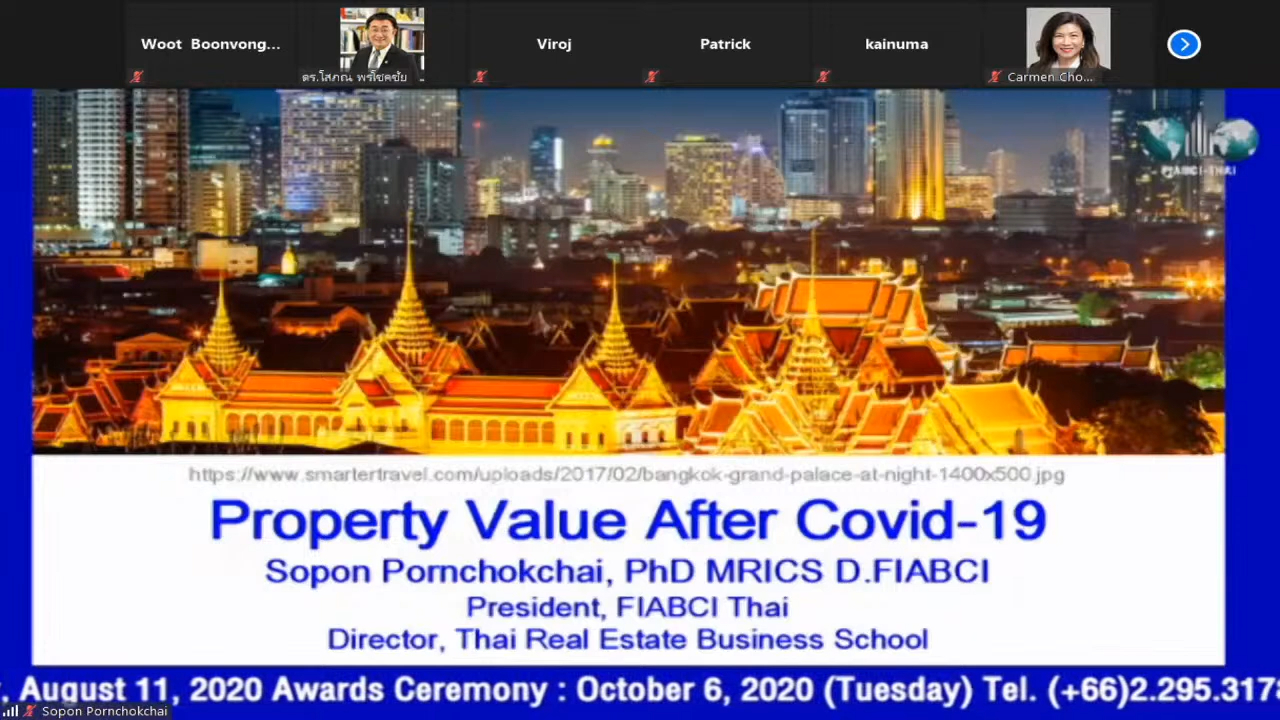 Woot Boonvong...
ดร.โสภณ พรโชคชัย
Viroj
Patrick
kainuma
Carmen Cho...
FIABCI-THAI
https://www.smartertravel.com/uploads/2017/02/bangkok-grand-palace-at-night-1400x500.jpg
Property Value After Covid-19
Sopon Pornchokchai, PhD MRICS D.FIABCI
President, FIABCI Thai
Director, Thai Real Estate Business School
, August 11, 2020 Awards Ceremony : October 6, 2020 (Tuesday) Tel. (+66)2.295.317
Sopon Pornchokchai